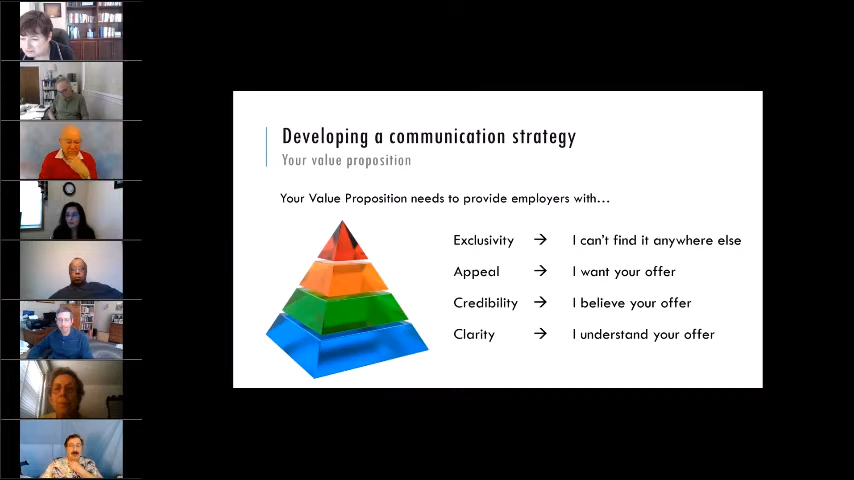 Developing a communication strategy
Your value proposition
Your Value Proposition needs to provide employers with...
Exclusivity → I can't find it anywhere else
Appeal → I want your offer
Credibility → I believe your offer
Clarity → I understand your offer